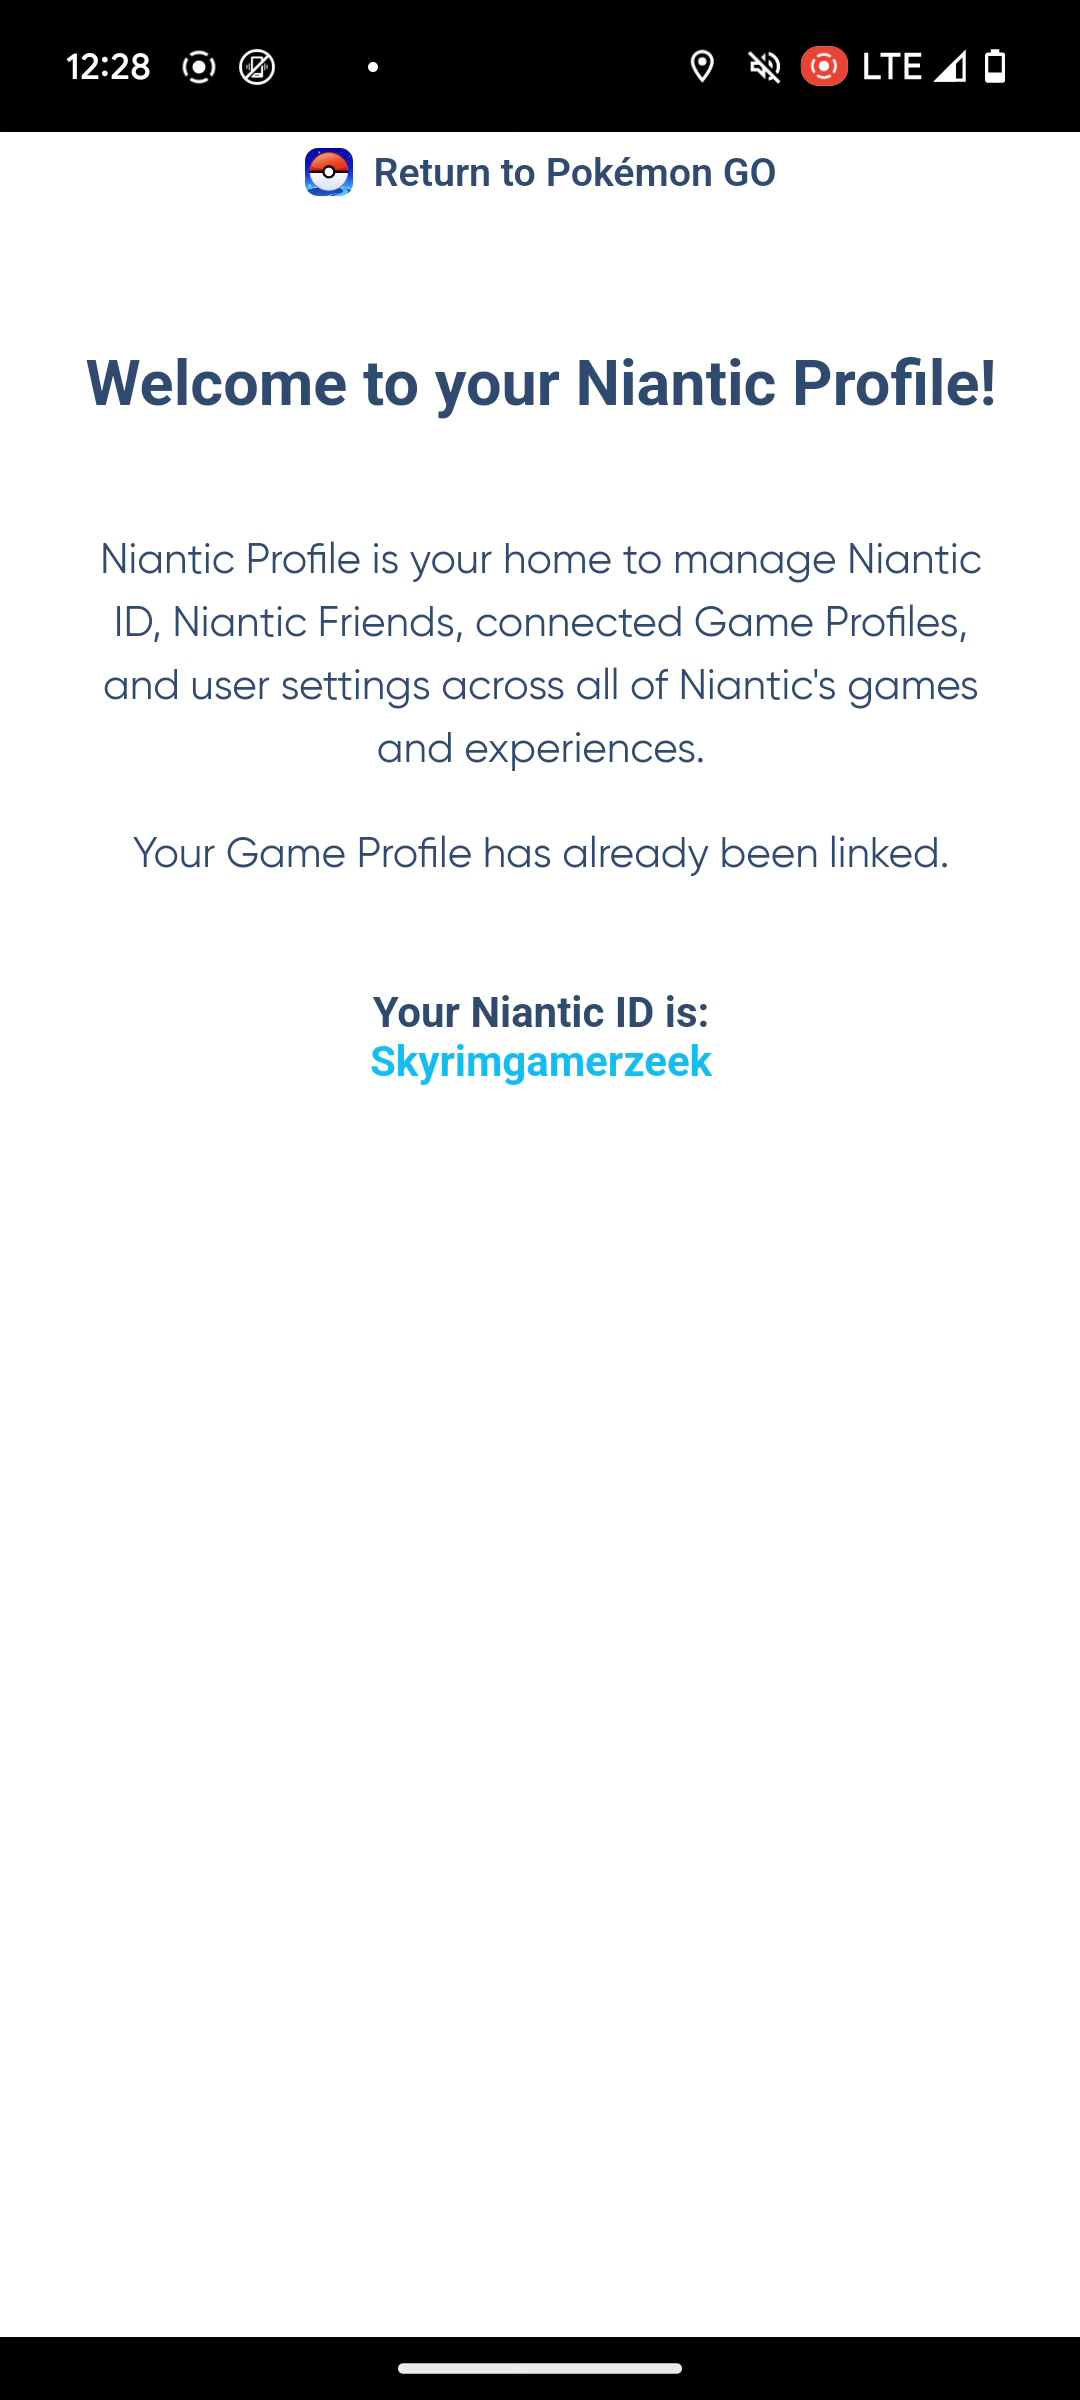 12:28
LTE
Return to Pokémon GO
Welcome to your Niantic Profile!
Niantic Profile is your home to manage Niantic
ID, Niantic Friends, connected Game Profiles,
and user settings across all of Niantic's games
and experiences.
Your Game Profile has already been linked.
Your Niantic ID is:
Skyrimgamerzeek